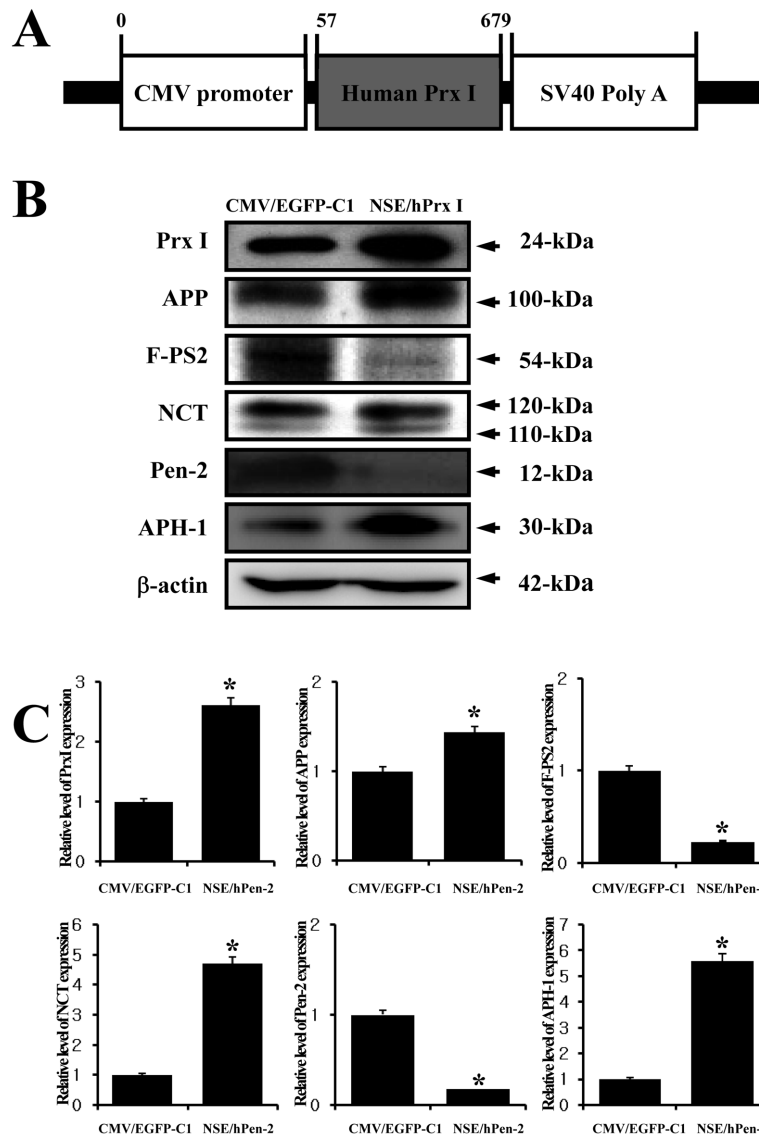 A
0 57 679
CMV promoter Human Prx I SV40 Poly A
B
CMV/EGFP-C1 NSE/hPrx I
Prx I 24-kDa
APP 100-kDa
F-PS2 54-kDa
NCT 120-kDa
110-kDa
Pen-2 12-kDa
APH-1 30-kDa
β-actin 42-kDa
C
Relative level of PrxI expression
3
2
1
0
*
CMV/EGFP-C1 NSE/hPen-2
Relative level of APP expression
2
1
0
*
CMV/EGFP-C1 NSE/hPen-2
Relative level of F-PS2 expression
2
1
0
*
CMV/EGFP-C1 NSE/hPen-
Relative level of NCT expression
6
5
4
3
2
1
0
*
CMV/EGFP-C1 NSE/hPen-2
Relative level of Pen-2 expression
2
1
0
*
CMV/EGFP-C1 NSE/hPen-2
Relative level of APH-1 expression
7
6
5
4
3
2
1
0
*
CMV/EGFP-C1 NSE/hPen-